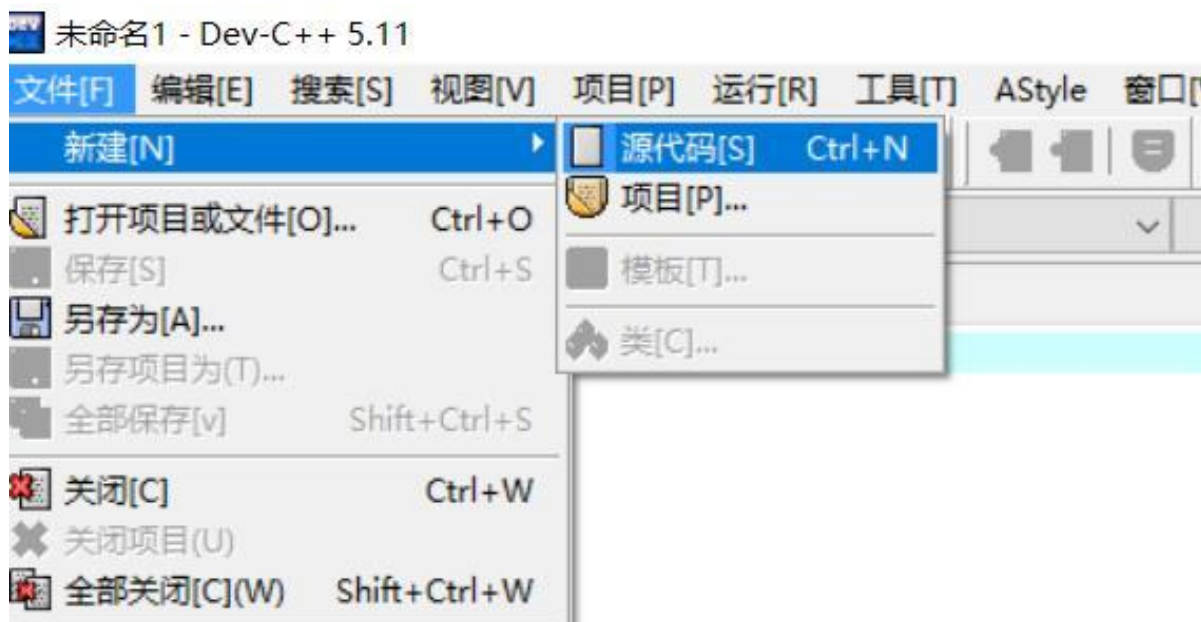 未命名1 - Dev-C++ 5.11
文件[F] 编辑[E] 搜索[S] 视图[V] 项目[P] 运行[R] 工具[T] AStyle 窗口[
新建[N]
源代码[S] Ctrl+N
项目[P]...
模板[T]...
类[C]...
打开项目或文件[O]... Ctrl+O
保存[S] Ctrl+S
另存为[A]...
另存项目为(T)...
全部保存[v] Shift+Ctrl+S
关闭[C] Ctrl+W
关闭项目(U)
全部关闭[C](W) Shift+Ctrl+W